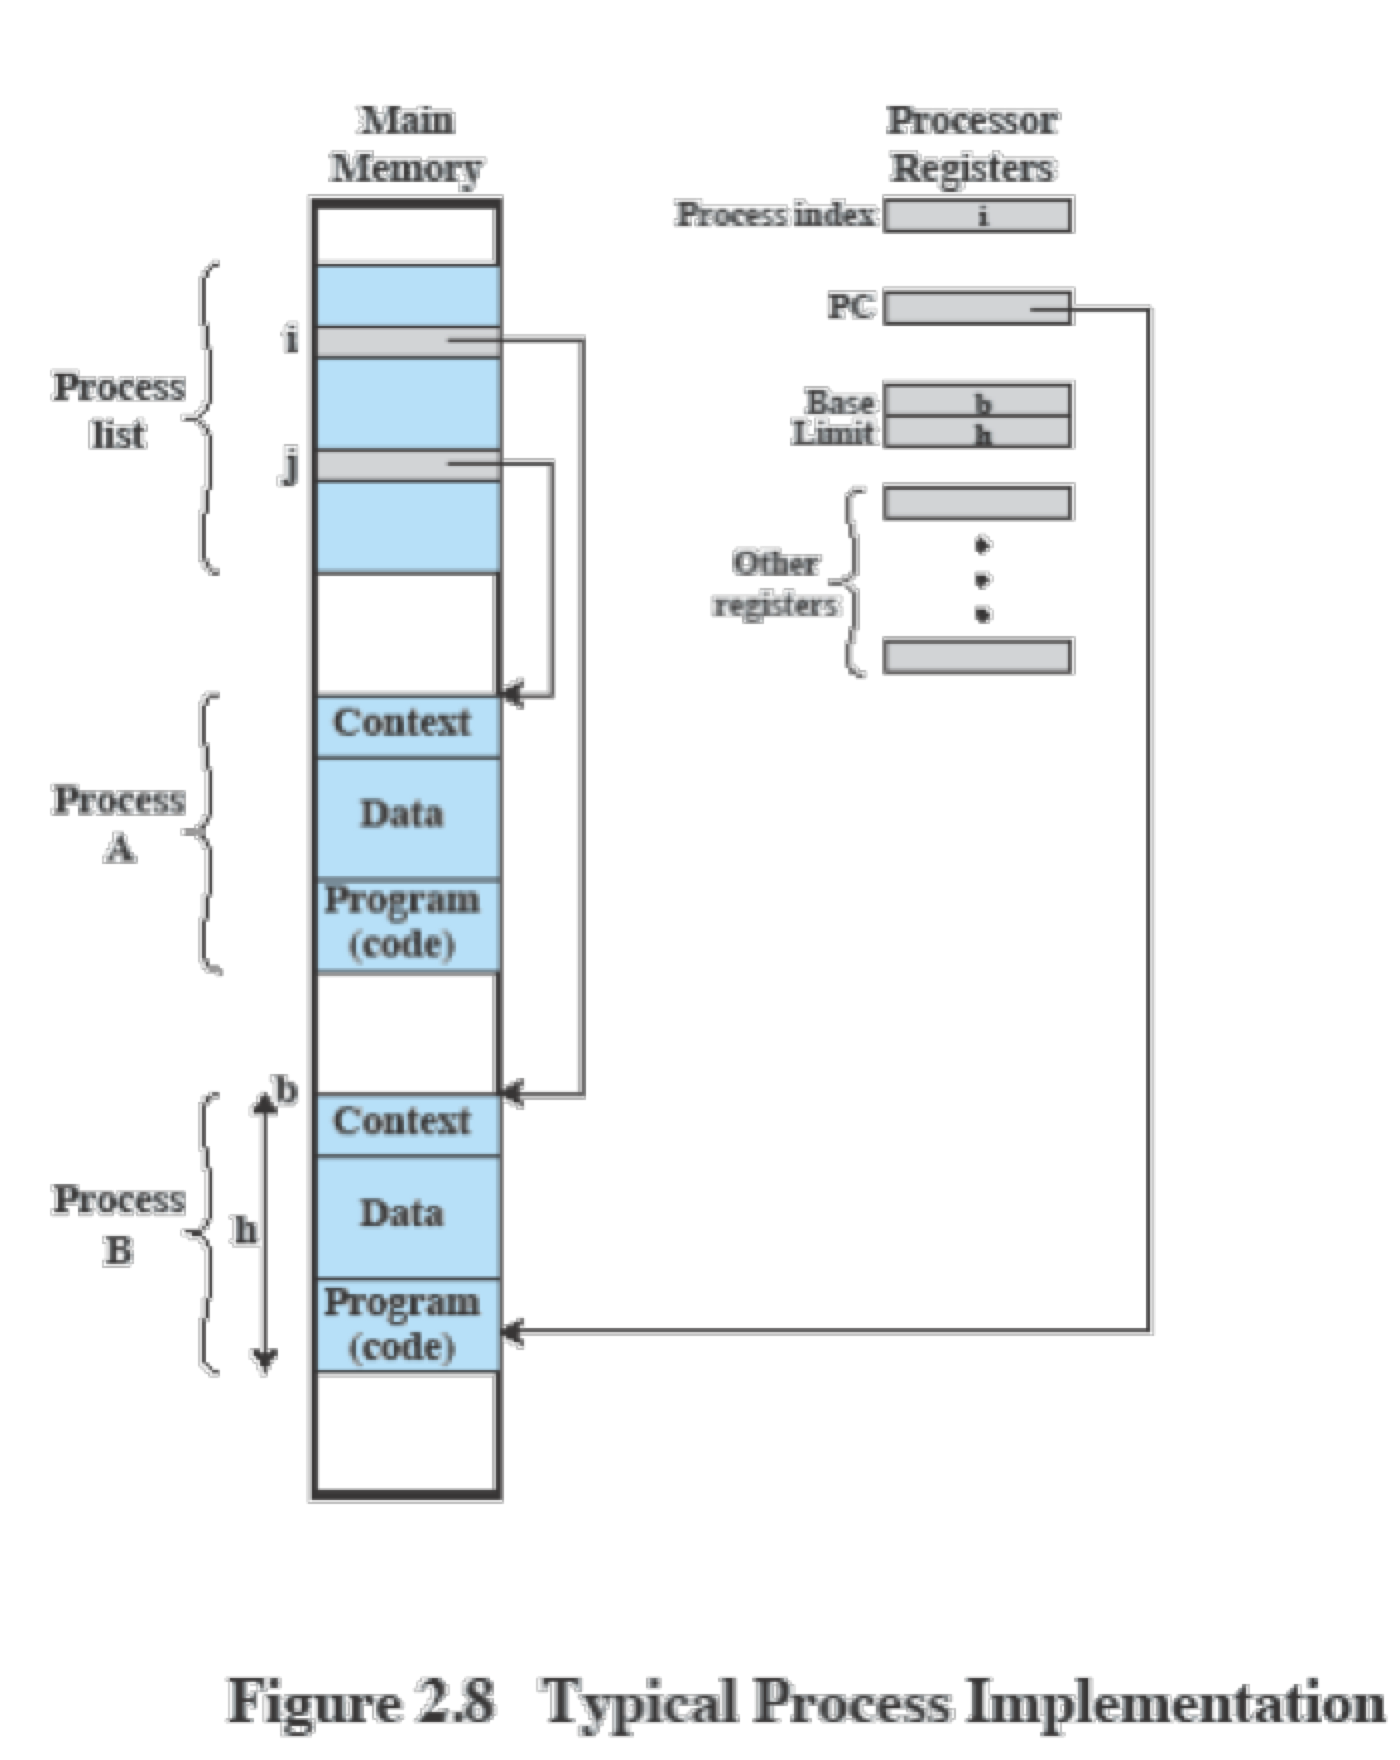 Main
Memory
Processor
Registers
Process index
i
PC
i
Process
list
Base
b
Limit
h
j
Other
registers
Context
Process
A
Data
Program
(code)
b
Context
Process
B
h
Data
Program
(code)
Figure 2.8 Typical Process Implementation